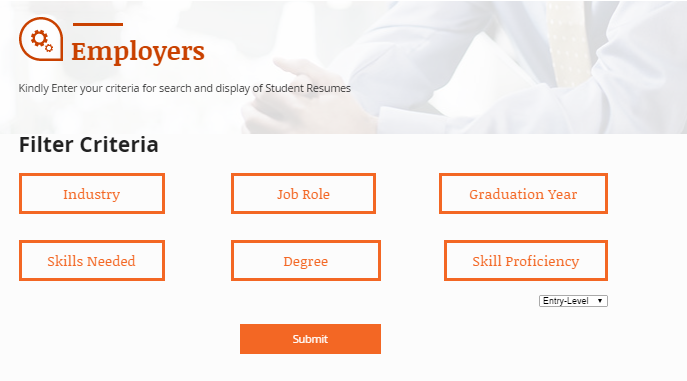 Employers
Kindly Enter your criteria for search and display of Student Resumes
Filter Criteria
Industry
Job Role
Graduation Year
Skills Needed
Degree
Skill Proficiency
Entry-Level
Submit